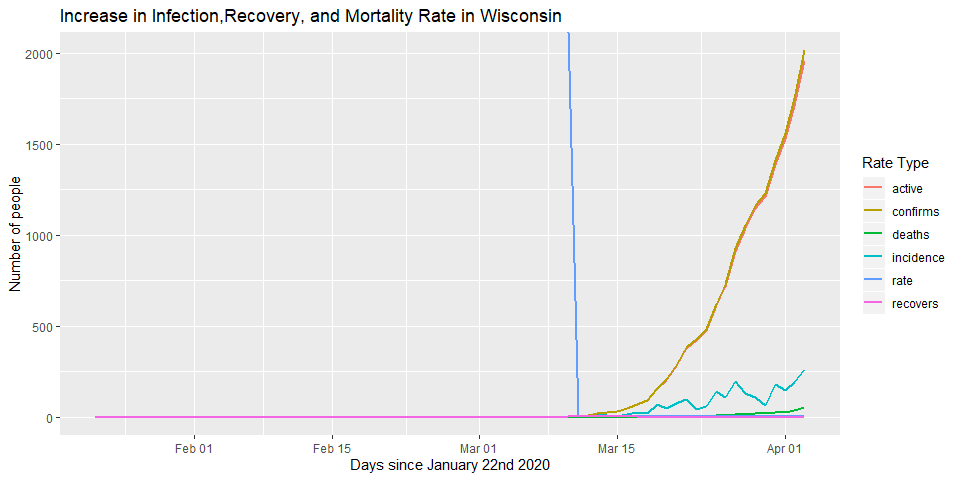 Increase in Infection,Recovery, and Mortality Rate in Wisconsin
Number of people
2000
1500
1000
500
0
Feb 01
Feb 15
Mar 01
Mar 15
Apr 01
Days since January 22nd 2020
Rate Type
active
confirms
deaths
incidence
rate
recovers